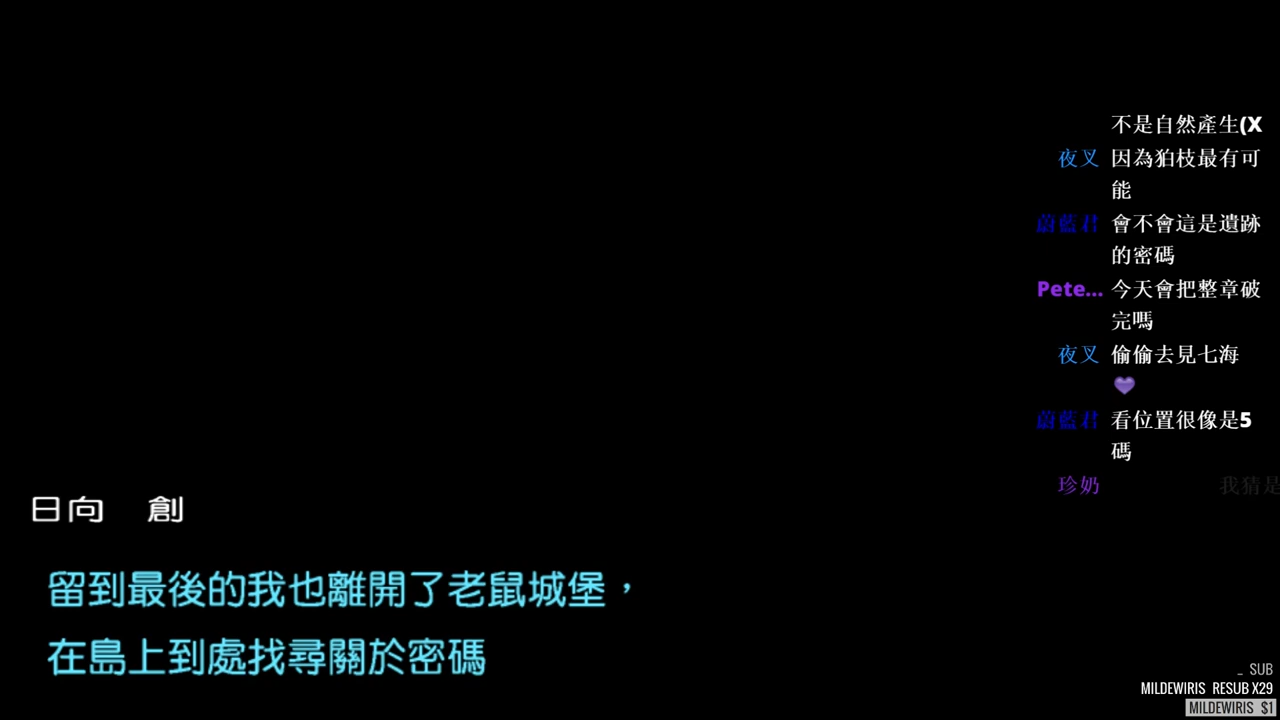 不是自然產生(X
夜叉 因為狛枝最有可
能
蔚藍君 會不會這是遺跡
的密碼
Pete... 今天會把整章破
完嗎
夜叉 偷偷去見七海
💜
蔚藍君 看位置很像是5
碼
珍奶 我猜是
日向 創
留到最後的我也離開了老鼠城堡，
在島上到處找尋關於密碼
_ SUB
MILDEWIRIS RESUB X29
MILDEWIRIS $1